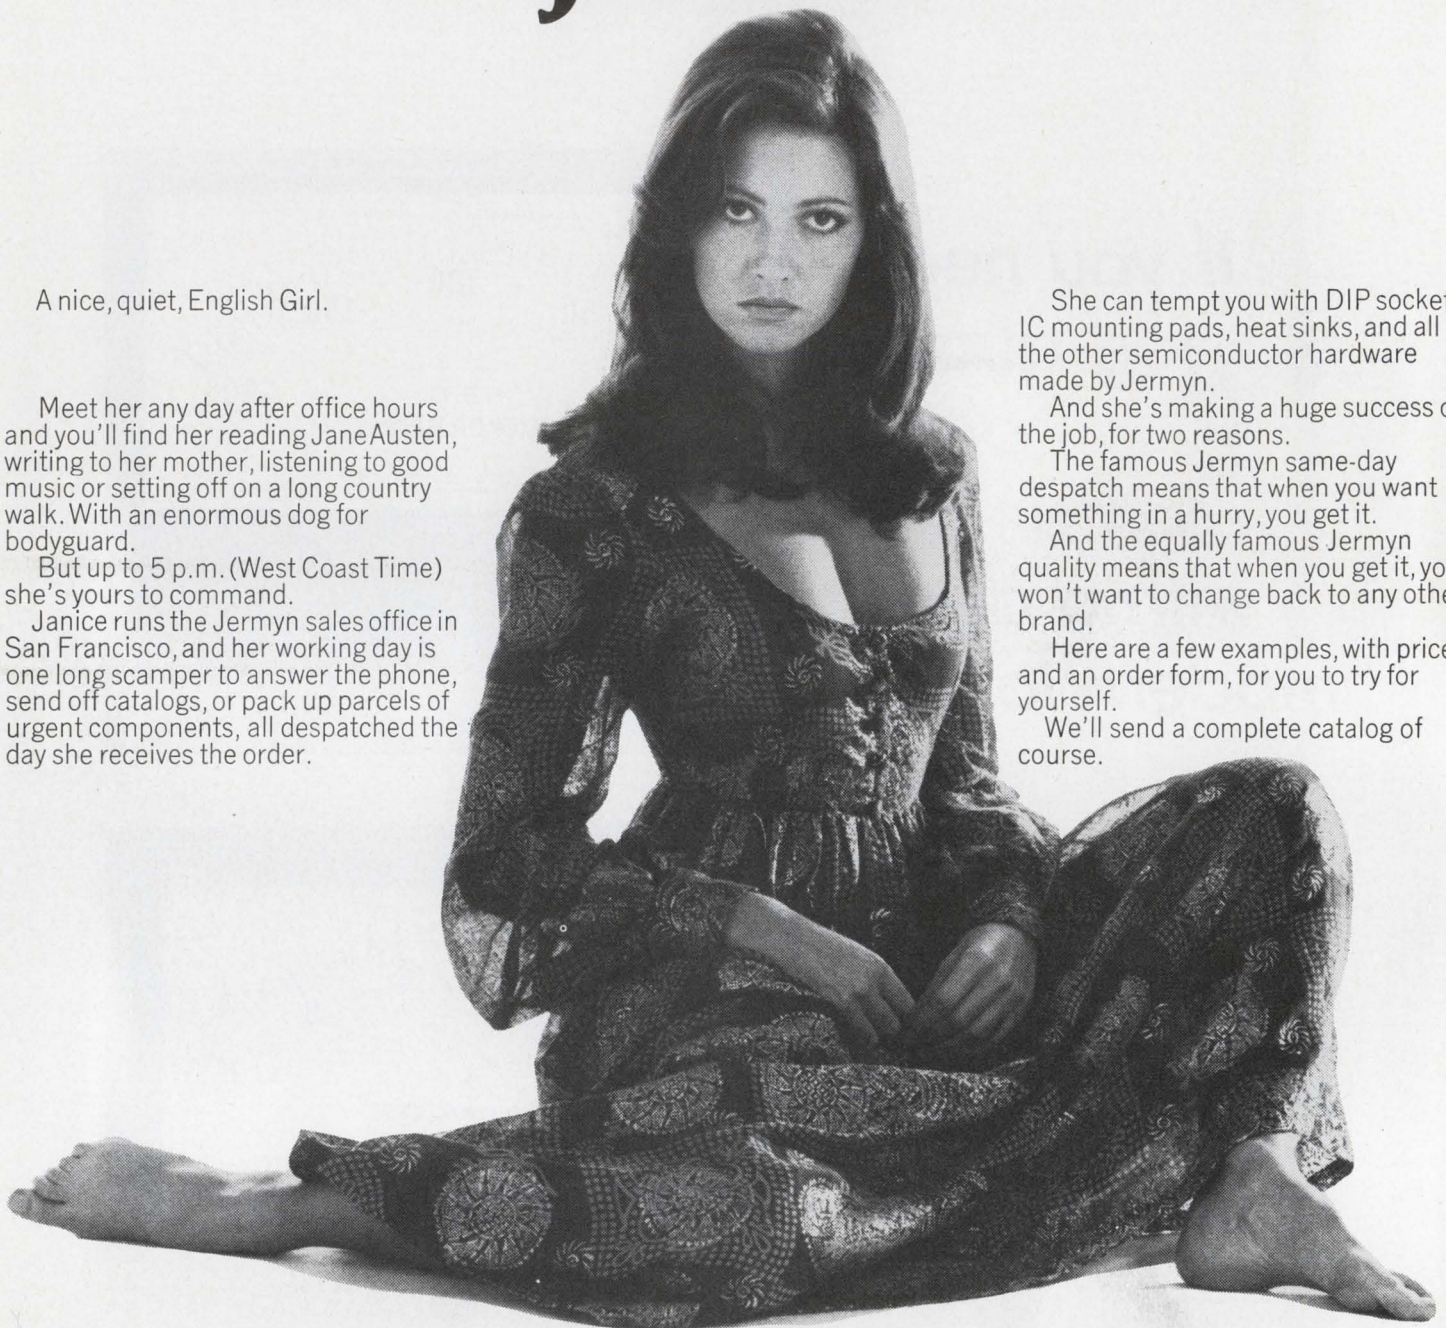 A nice, quiet, English Girl.
Meet her any day after office hours
and you'll find her reading Jane Austen,
writing to her mother, listening to good
music or setting off on a long country
walk. With an enormous dog for
bodyguard.
But up to 5 p.m. (West Coast Time)
she's yours to command.
Janice runs the Jermyn sales office in
San Francisco, and her working day is
one long scamper to answer the phone,
send off catalogs, or pack up parcels of
urgent components, all despatched the
day she receives the order.
She can tempt you with DIP socket
IC mounting pads, heat sinks, and all
the other semiconductor hardware
made by Jermyn.
And she's making a huge success o
the job, for two reasons.
The famous Jermyn same-day
despatch means that when you want
something in a hurry, you get it.
And the equally famous Jermyn
quality means that when you get it, yo
won't want to change back to any othe
brand.
Here are a few examples, with price
and an order form, for you to try for
yourself.
We'll send a complete catalog of
course.